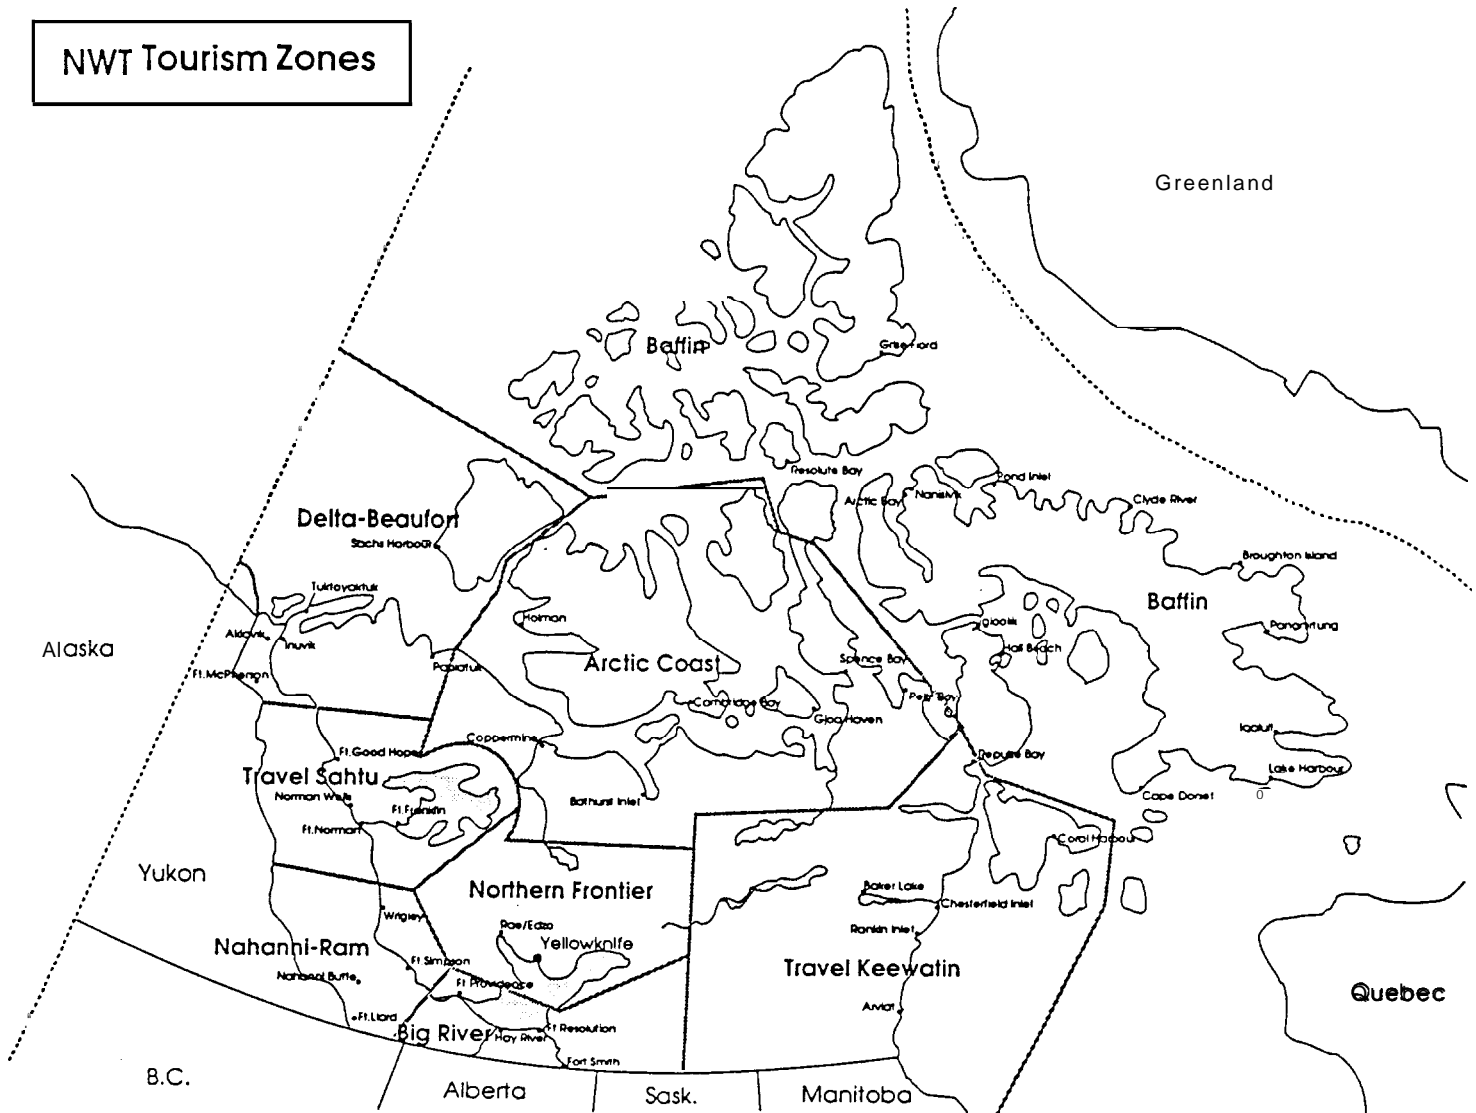 NWT Tourism Zones
Greenland
Baffin
Grise Fiord
Resolute Bay
Arctic Bay
Nanisivik
Pond Inlet
Clyde River
Delta-Beaufort
Sachs Harbour
Broughton Island
Tuktoyaktuk
Baffin
Holman
Igloolik
Pangnirtung
Aklavik
Inuvik
Alaska
Hall Beach
Arctic Coast
Spence Bay
Paulatuk
Ft.McPherson
Pelly Bay
Cambridge Bay
Gjoa Haven
Iqaluit
Coppermine
Ft.Good Hope
Repulse Bay
Travel Sahtu
Lake Harbour
Norman Wells
Bathurst Inlet
Cape Dorset
Ft.Franklin
Ft.Norman
Coral Harbour
Yukon
Northern Frontier
Baker Lake
Chesterfield Inlet
Wrigley
Rae/Edzo
Rankin Inlet
Nahanni-Ram
Yellowknife
Ft Simpson
Travel Keewatin
Nahanni Butte
Ft Providence
Quebec
Arviat
Ft.Liard
Big River
Hay River
Ft Resolution
Fort Smith
B.C.
Alberta
Sask.
Manitoba